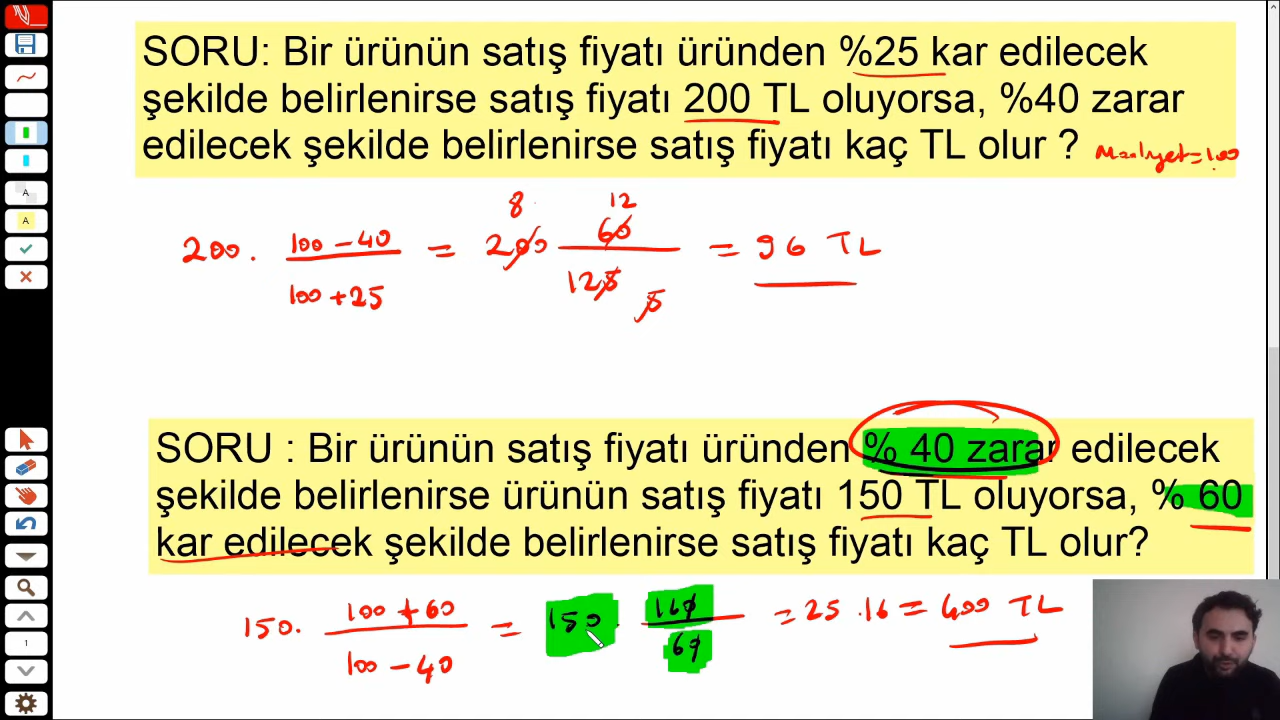 SORU: Bir ürünün satış fiyatı üründen %25 kar edilecek
şekilde belirlenirse satış fiyatı 200 TL oluyorsa, %40 zarar
edilecek şekilde belirlenirse satış fiyatı kaç TL olur ? Maliyet=100
8 12
200 . 100 - 40 = 200 60 = 96 TL
100 + 25 125 5
SORU : Bir ürünün satış fiyatı üründen % 40 zarar edilecek
şekilde belirlenirse ürünün satış fiyatı 150 TL oluyorsa, % 60
kar edilecek şekilde belirlenirse satış fiyatı kaç TL olur?
150. 100 + 60 = 150 . 160 = 25 .16 = 400 TL
100 - 40 60
A
A
1